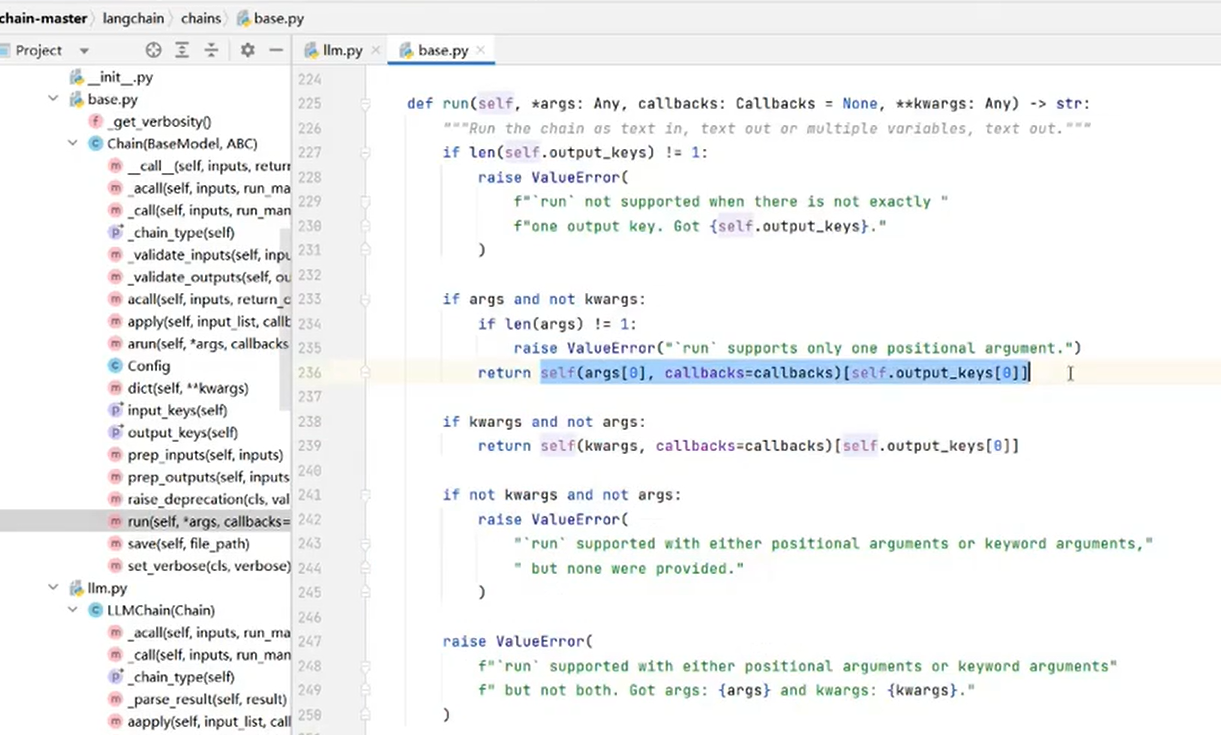 chain-master langchain chains base.py
Project
llm.py
base.py
__init__.py
base.py
_get_verbosity()
Chain(BaseModel, ABC)
__call__(self, inputs, return
_acall(self, inputs, run_ma
_call(self, inputs, run_man
_chain_type(self)
_validate_inputs(self, inpu
_validate_outputs(self, ou
acall(self, inputs, return_c
apply(self, input_list, callb
arun(self, *args, callbacks
Config
dict(self, **kwargs)
input_keys(self)
output_keys(self)
prep_inputs(self, inputs)
prep_outputs(self, inputs
raise_deprecation(cls, val
run(self, *args, callbacks=
save(self, file_path)
set_verbose(cls, verbose)
llm.py
LLMChain(Chain)
_acall(self, inputs, run_ma
_call(self, inputs, run_man
_chain_type(self)
_parse_result(self, result)
aapply(self, input_list, call
224
225 def run(self, *args: Any, callbacks: Callbacks = None, **kwargs: Any) -> str:
226 """Run the chain as text in, text out or multiple variables, text out."""
227 if len(self.output_keys) != 1:
228 raise ValueError(
229 f"`run` not supported when there is not exactly "
230 f"one output key. Got {self.output_keys}."
231 )
232
233 if args and not kwargs:
234 if len(args) != 1:
235 raise ValueError("`run` supports only one positional argument.")
236 return self(args[0], callbacks=callbacks)[self.output_keys[0]]
237
238 if kwargs and not args:
239 return self(kwargs, callbacks=callbacks)[self.output_keys[0]]
240
241 if not kwargs and not args:
242 raise ValueError(
243 "`run` supported with either positional arguments or keyword arguments,"
244 " but none were provided."
245 )
246
247 raise ValueError(
248 f"`run` supported with either positional arguments or keyword arguments"
249 f" but not both. Got args: {args} and kwargs: {kwargs}."
250 )